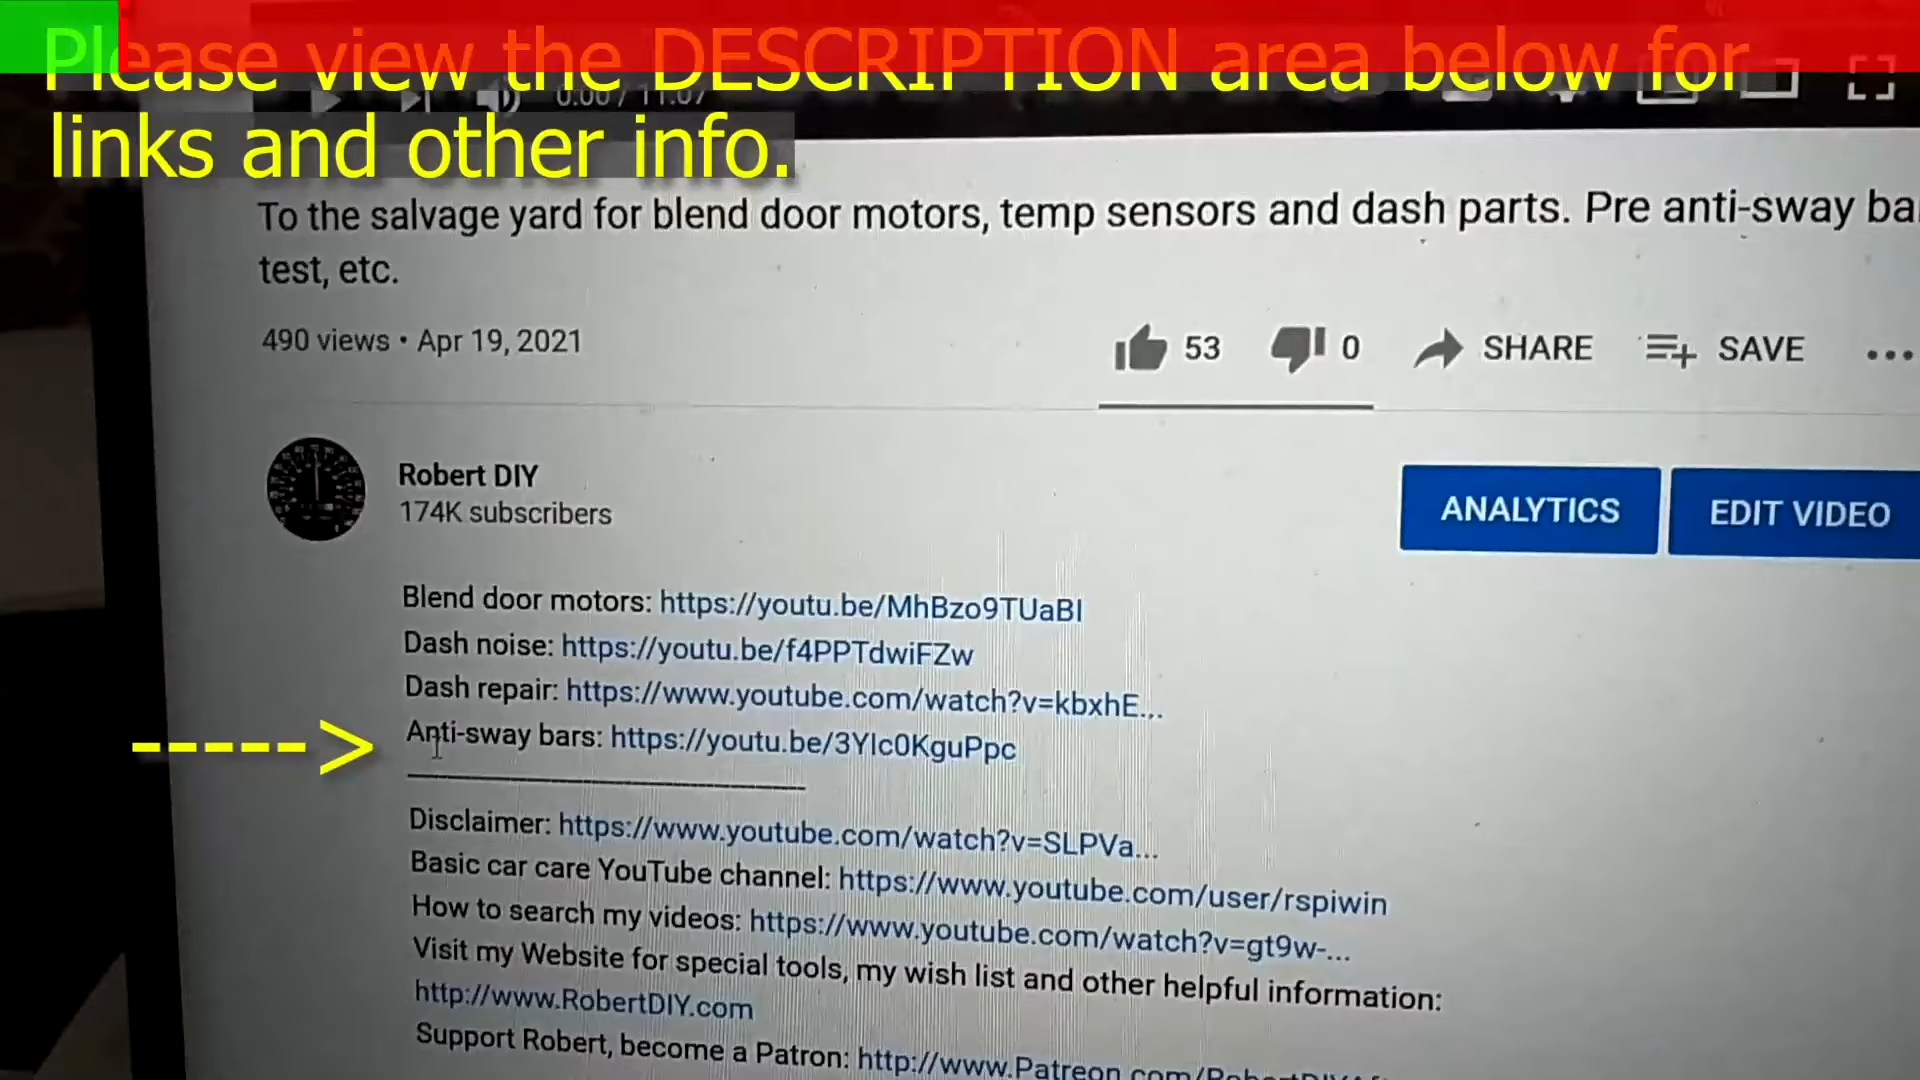 Please view the DESCRIPTION area below for
links and other info.
0:00 / 11:07
To the salvage yard for blend door motors, temp sensors and dash parts. Pre anti-sway bar
test, etc.
490 views • Apr 19, 2021
53
0
SHARE
SAVE
Robert DIY
174K subscribers
ANALYTICS
EDIT VIDEO
Blend door motors: https://youtu.be/MhBzo9TUaBI
Dash noise: https://youtu.be/f4PPTdwiFZw
Dash repair: https://www.youtube.com/watch?v=kbxhE...
-----> Anti-sway bars: https://youtu.be/3YIc0KguPpc
Disclaimer: https://www.youtube.com/watch?v=SLPVa...
Basic car care YouTube channel: https://www.youtube.com/user/rspiwin
How to search my videos: https://www.youtube.com/watch?v=gt9w-...
Visit my Website for special tools, my wish list and other helpful information:
http://www.RobertDIY.com
Support Robert, become a Patron: